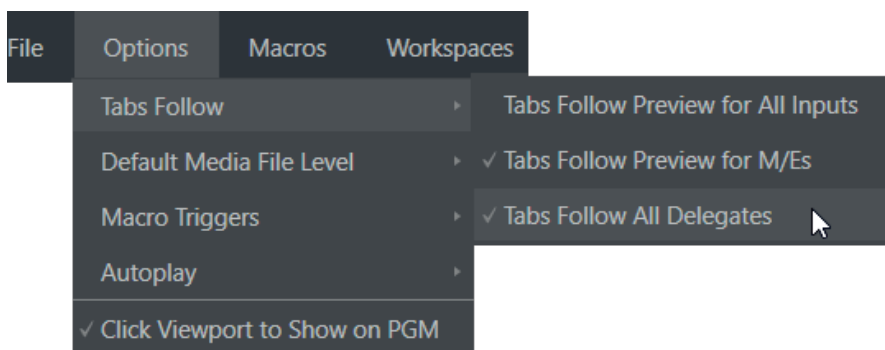 File Options Macros Workspaces
Tabs Follow
Tabs Follow Preview for All Inputs
Default Media File Level
✓ Tabs Follow Preview for M/Es
Macro Triggers
✓ Tabs Follow All Delegates
Autoplay
✓ Click Viewport to Show on PGM